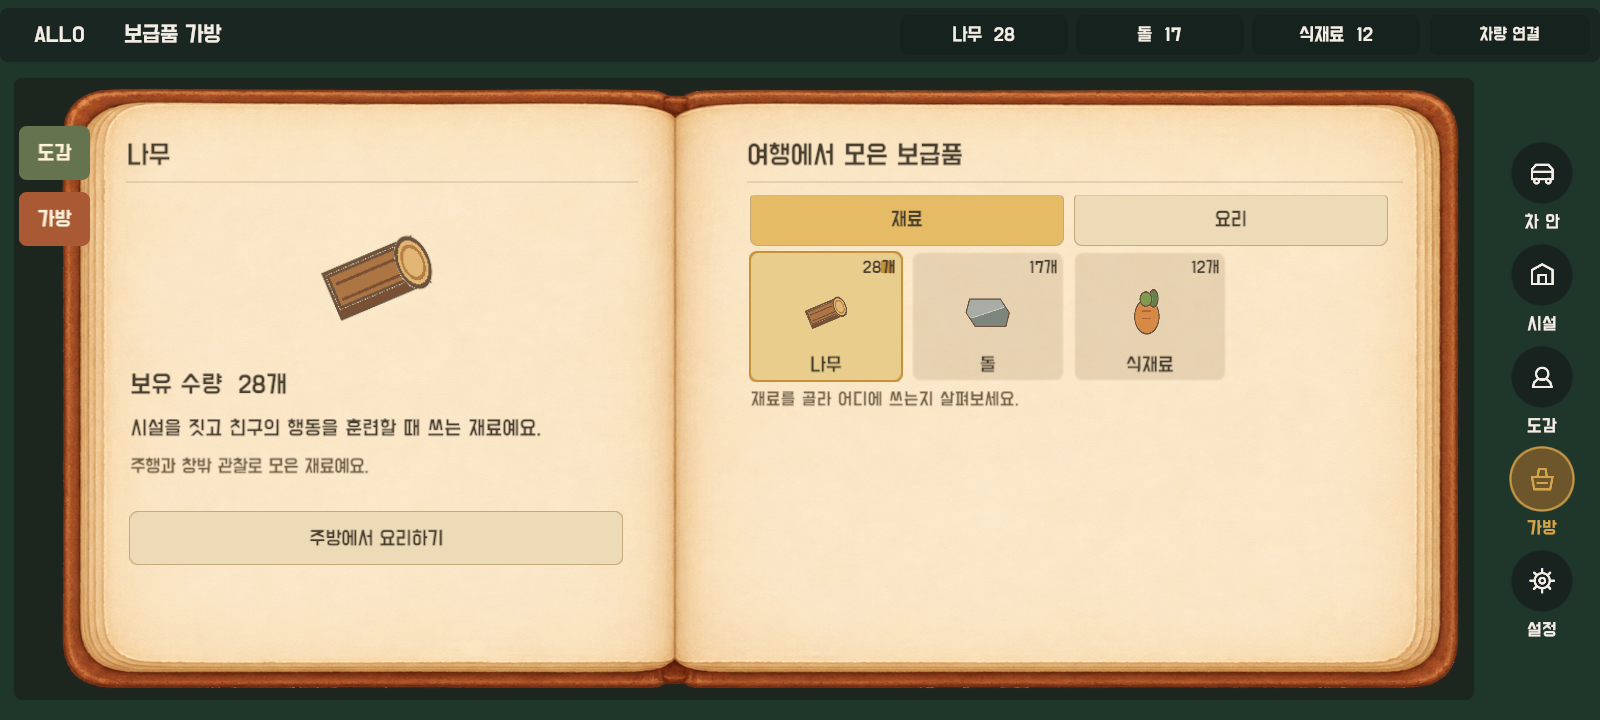 ALLO 보급품 가방 나무 28 돌 17 식재료 12 차량 연결
도감
가방
나무
보유 수량 28개
시설을 짓고 친구의 행동을 훈련할 때 쓰는 재료예요.
주행과 창밖 관찰로 모은 재료예요.
주방에서 요리하기
여행에서 모은 보급품
재료 요리
28개 17개 12개
나무 돌 식재료
재료를 골라 어디에 쓰는지 살펴보세요.
차 안
시설
도감
가방
설정